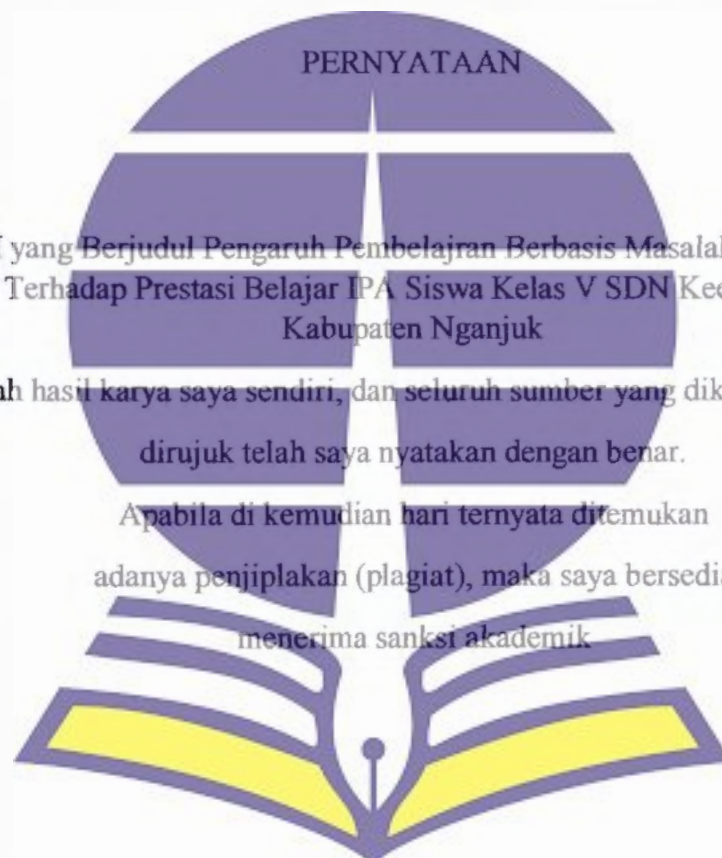 PERNYATAAN
yang Berjudul Pengaruh Pembelajran Berbasis Masalah
Terhadap Prestasi Belajar IPA Siswa Kelas V SDN
Kabupaten Nganjuk
hasil karya saya sendiri, dan seluruh sumber yang
dirujuk telah saya nyatakan dengan benar.
Apabila di kemudian hari ternyata ditemukan
adanya penjiplakan (plagiat), maka saya bersedia
menerima sanksi akademik